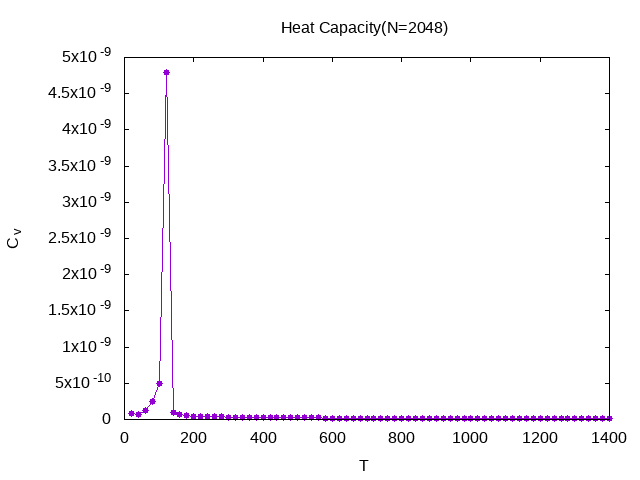 Heat Capacity(N=2048)
5x10⁻⁹
4.5x10⁻⁹
4x10⁻⁹
3.5x10⁻⁹
3x10⁻⁹
2.5x10⁻⁹
2x10⁻⁹
1.5x10⁻⁹
1x10⁻⁹
5x10⁻¹⁰
0
C v
0 200 400 600 800 1000 1200 1400
T